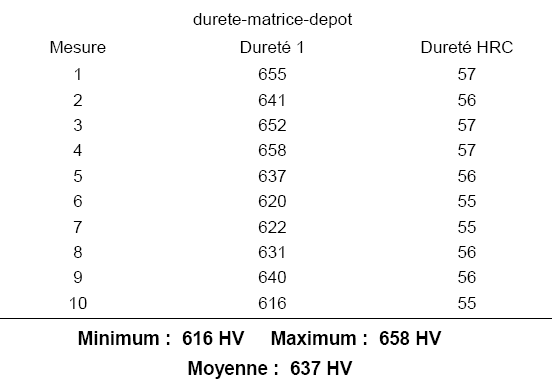 durete-matrice-depot
Mesure Dureté 1 Dureté HRC
1 655 57
2 641 56
3 652 57
4 658 57
5 637 56
6 620 55
7 622 55
8 631 56
9 640 56
10 616 55
Minimum : 616 HV Maximum : 658 HV
Moyenne : 637 HV